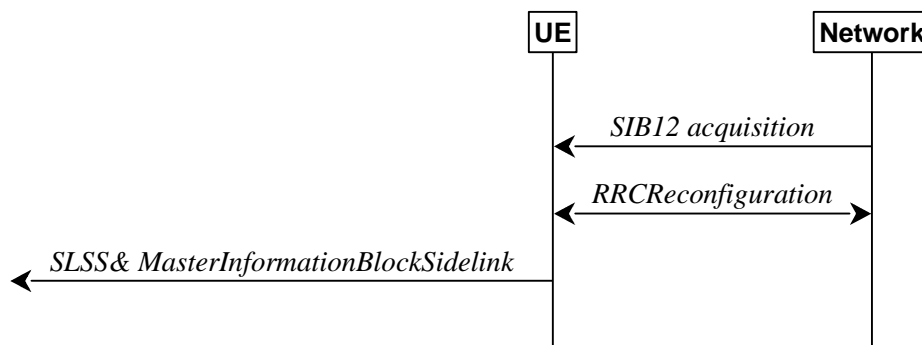 UE
Network
SIB12 acquisition
RRCReconfiguration
SLSS& MasterInformationBlockSidelink